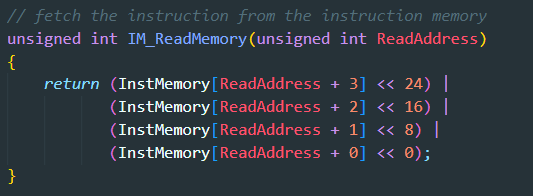 // fetch the instruction from the instruction memory
unsigned int IM_ReadMemory(unsigned int ReadAddress)
{
    return (InstMemory[ReadAddress + 3] << 24) |
           (InstMemory[ReadAddress + 2] << 16) |
           (InstMemory[ReadAddress + 1] << 8) |
           (InstMemory[ReadAddress + 0] << 0);
}